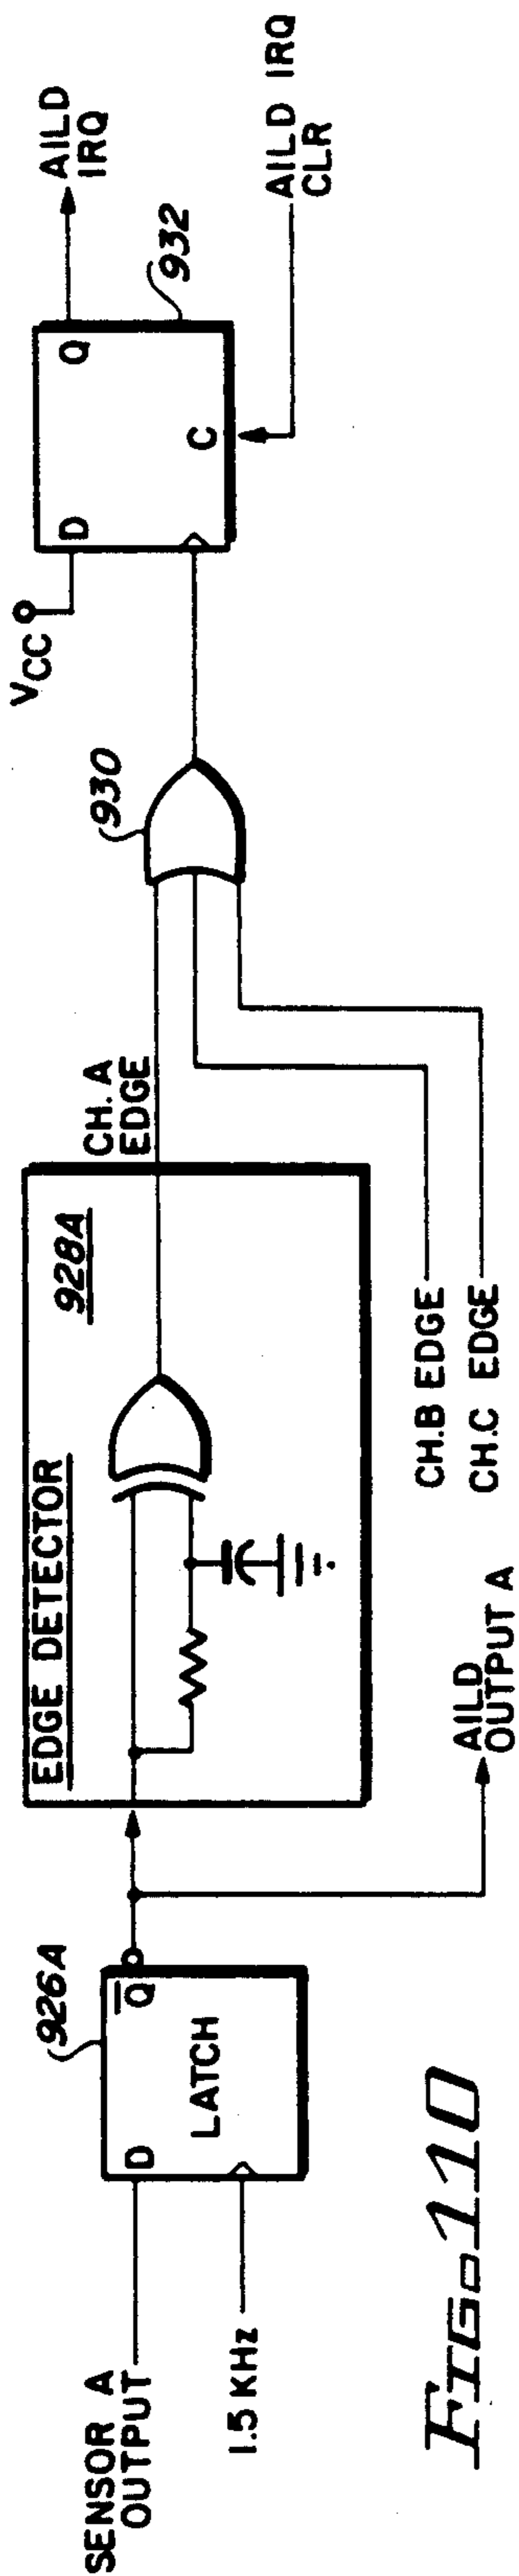 SENSOR A
OUTPUT
1.5 KHz
926A
D
Q
LATCH
AILD
OUTPUT A
EDGE DETECTOR
928A
CH. A
EDGE
CH.B EDGE
CH.C EDGE
930
VCC
D
Q
C
932
AILD
IRQ
AILD IRQ
CLR
FIG. 110